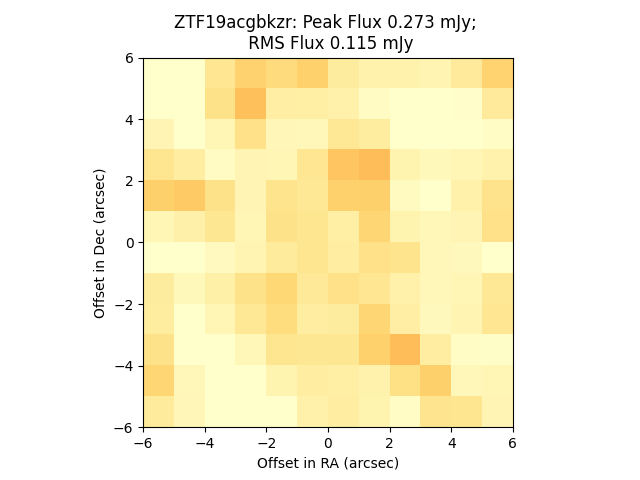 ZTF19acgbkzr: Peak Flux 0.273 mJy;
RMS Flux 0.115 mJy
6
4
2
0
−2
−4
−6
Offset in Dec (arcsec)
−6 −4 −2 0 2 4 6
Offset in RA (arcsec)